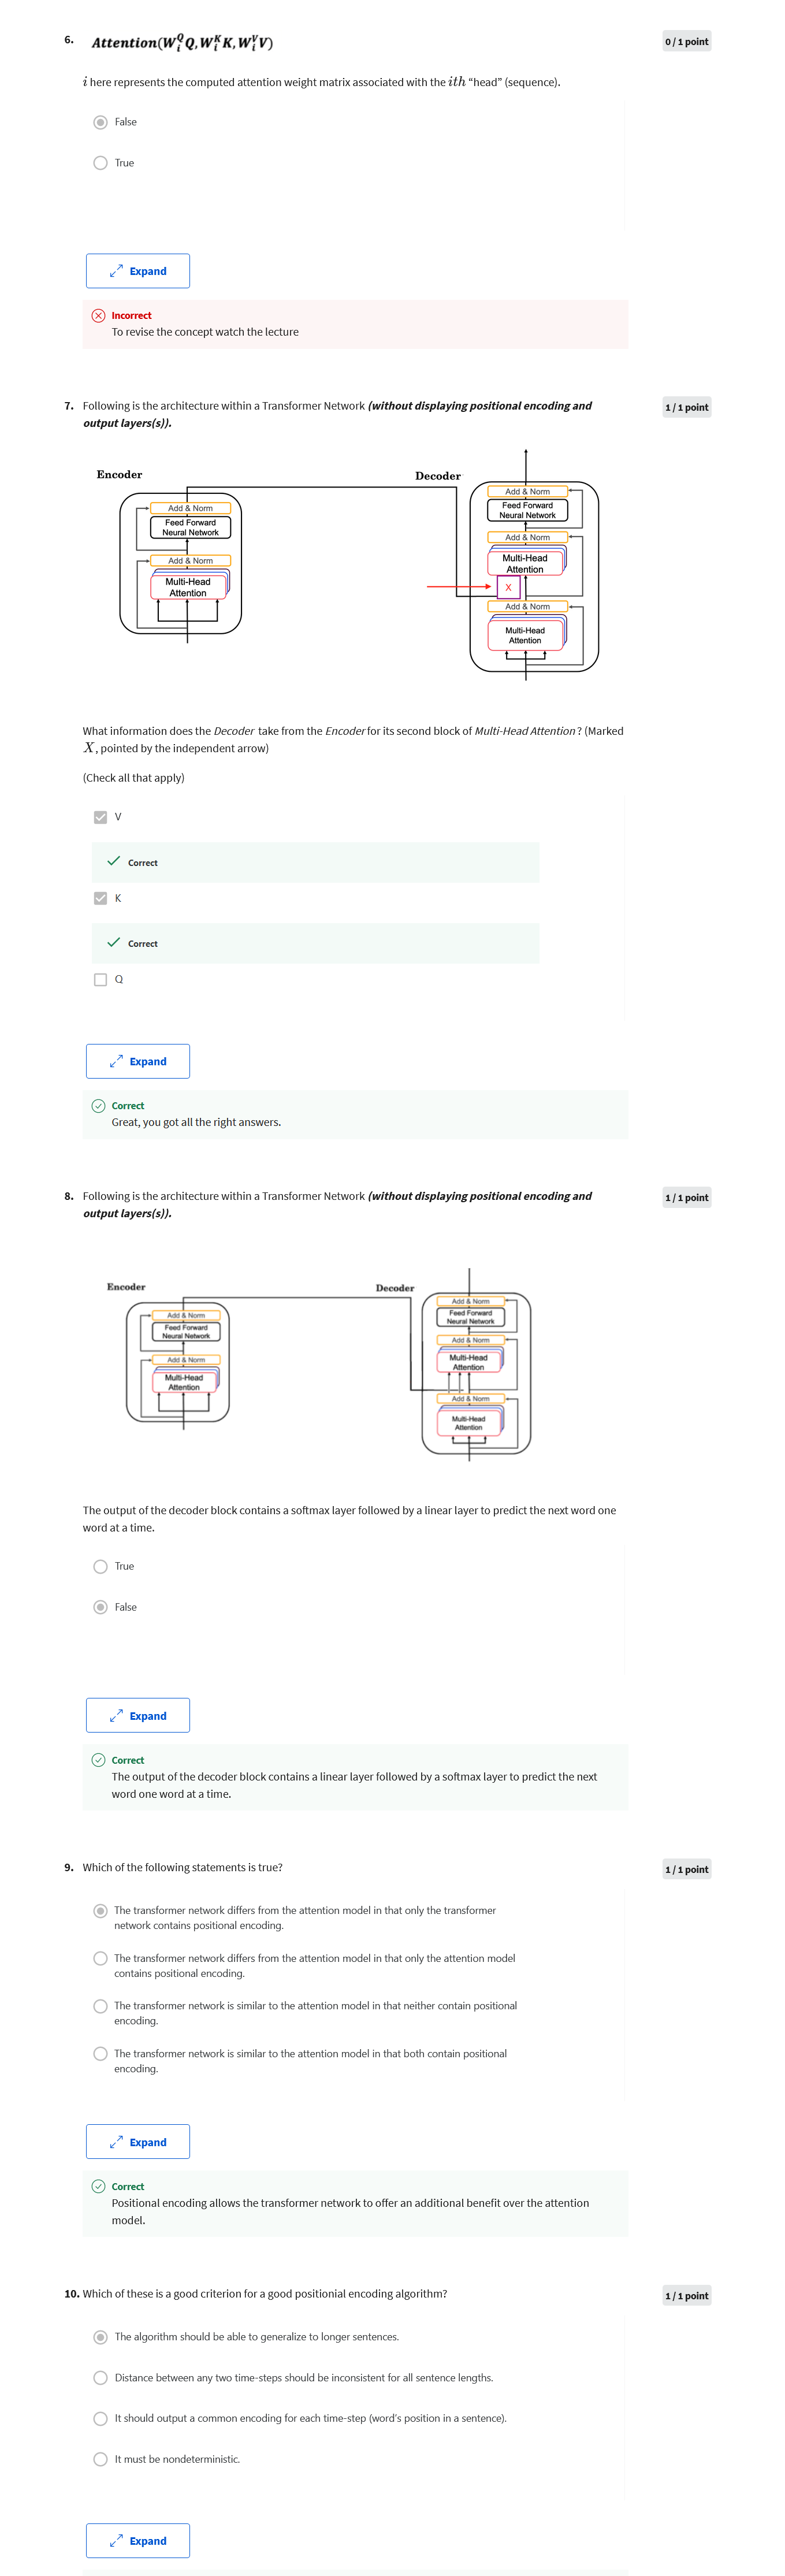 6. Attention(W_i^Q Q, W_i^K K, W_i^V V)
0 / 1 point
i here represents the computed attention weight matrix associated with the ith “head” (sequence).
False
True
Expand
Incorrect
To revise the concept watch the lecture
7. Following is the architecture within a Transformer Network (without displaying positional encoding and
output layers(s)).
1 / 1 point
Encoder
Add & Norm
Feed Forward
Neural Network
Add & Norm
Multi-Head
Attention
Decoder
Add & Norm
Feed Forward
Neural Network
Add & Norm
Multi-Head
Attention
X
Add & Norm
Multi-Head
Attention
What information does the Decoder take from the Encoder for its second block of Multi-Head Attention ? (Marked
X, pointed by the independent arrow)
(Check all that apply)
V
Correct
K
Correct
Q
Expand
Correct
Great, you got all the right answers.
8. Following is the architecture within a Transformer Network (without displaying positional encoding and
output layers(s)).
1 / 1 point
Encoder
Add & Norm
Feed Forward
Neural Network
Add & Norm
Multi-Head
Attention
Decoder
Add & Norm
Feed Forward
Neural Network
Add & Norm
Multi-Head
Attention
Add & Norm
Multi-Head
Attention
The output of the decoder block contains a softmax layer followed by a linear layer to predict the next word one
word at a time.
True
False
Expand
Correct
The output of the decoder block contains a linear layer followed by a softmax layer to predict the next
word one word at a time.
9. Which of the following statements is true?
1 / 1 point
The transformer network differs from the attention model in that only the transformer
network contains positional encoding.
The transformer network differs from the attention model in that only the attention model
contains positional encoding.
The transformer network is similar to the attention model in that neither contain positional
encoding.
The transformer network is similar to the attention model in that both contain positional
encoding.
Expand
Correct
Positional encoding allows the transformer network to offer an additional benefit over the attention
model.
10. Which of these is a good criterion for a good positionial encoding algorithm?
1 / 1 point
The algorithm should be able to generalize to longer sentences.
Distance between any two time-steps should be inconsistent for all sentence lengths.
It should output a common encoding for each time-step (word’s position in a sentence).
It must be nondeterministic.
Expand